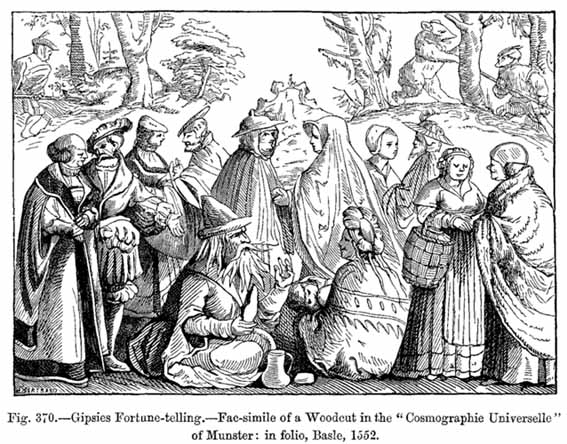 BERTRAND
Fig. 370.—Gipsies Fortune-telling.—Fac-simile of a Woodcut in the “Cosmographie Universelle”
of Munster: in folio, Basle, 1552.